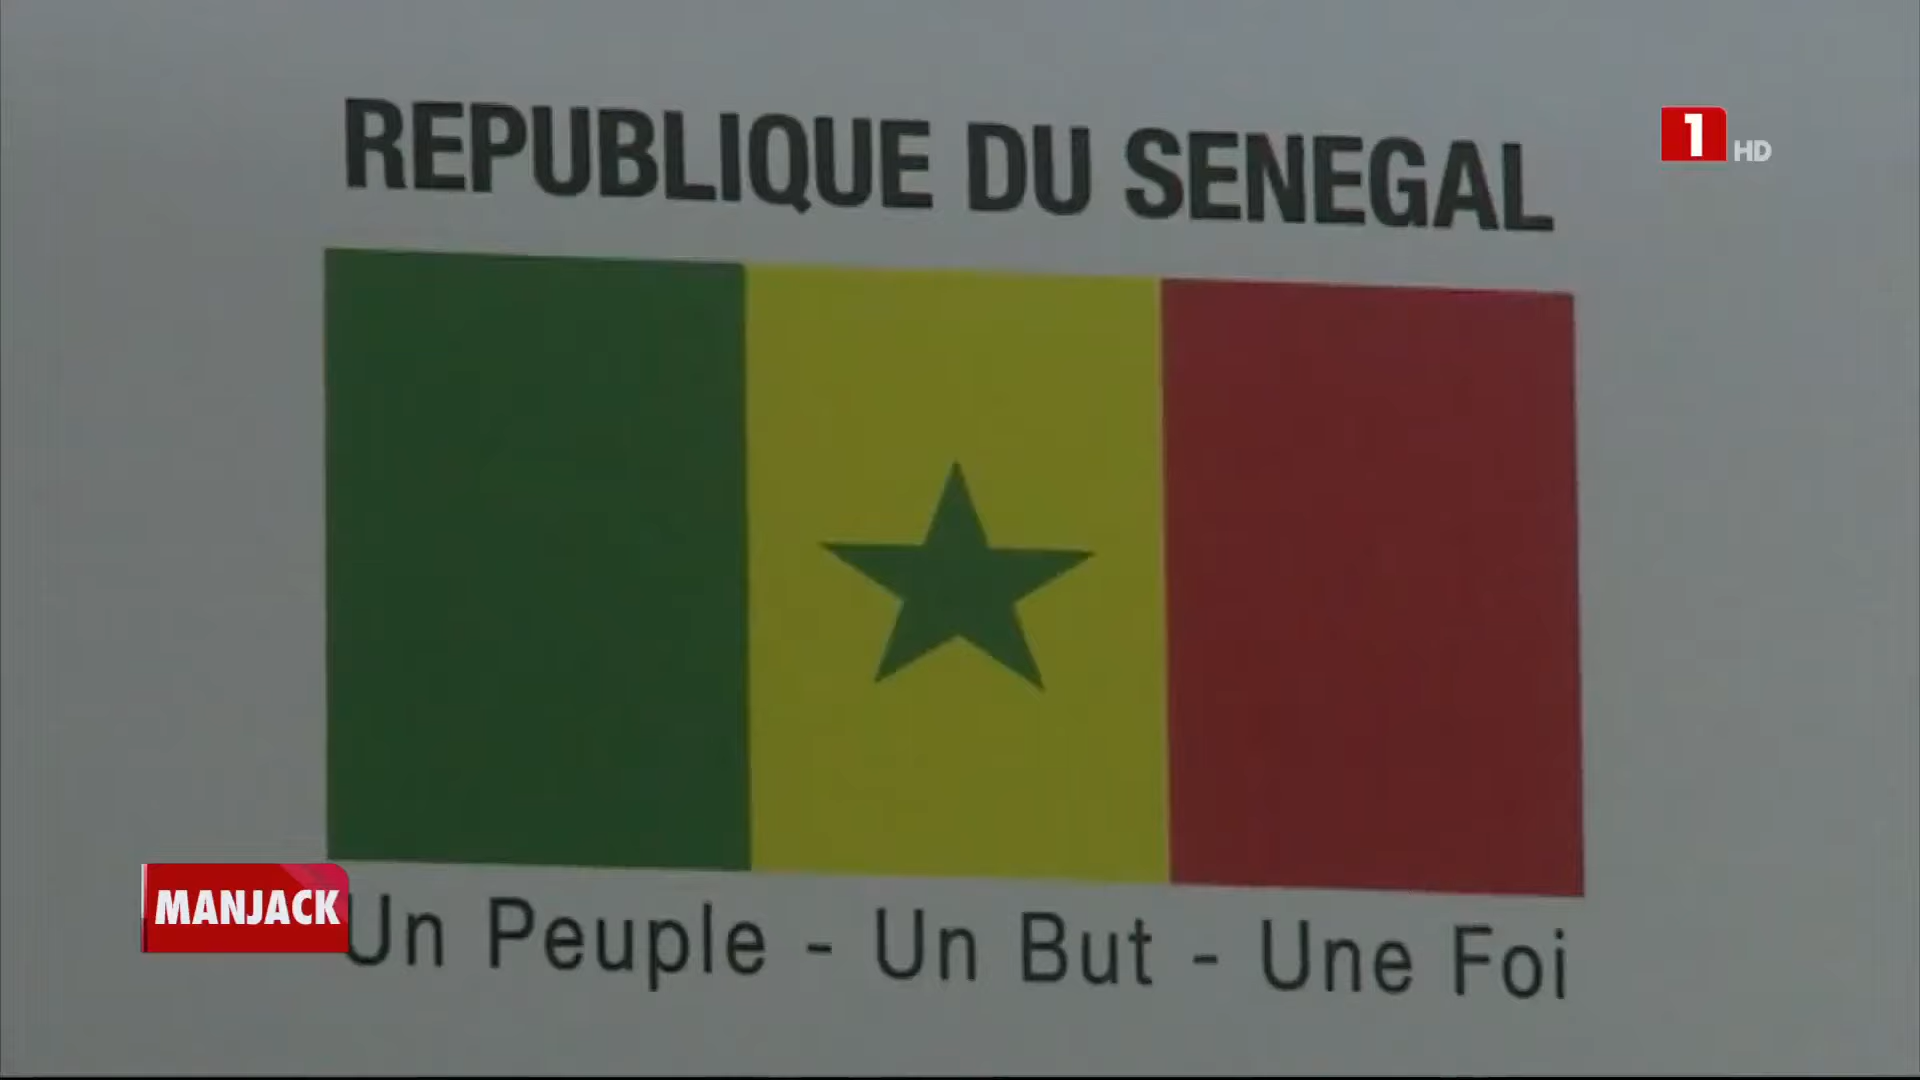 REPUBLIQUE DU SENEGAL
1 HD
MANJACK
Un Peuple - Un But - Une Foi